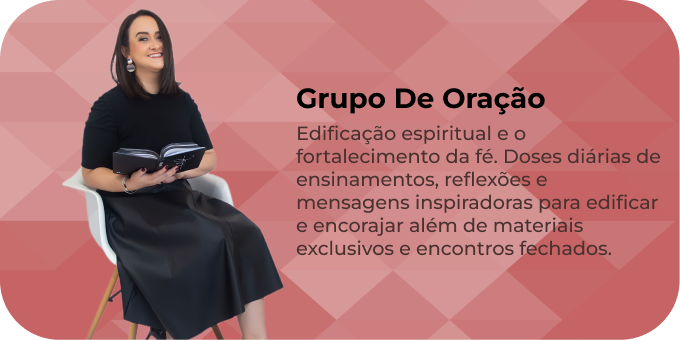 Grupo De Oração
Edificação espiritual e o
fortalecimento da fé. Doses diárias de
ensinamentos, reflexões e
mensagens inspiradoras para edificar
e encorajar além de materiais
exclusivos e encontros fechados.